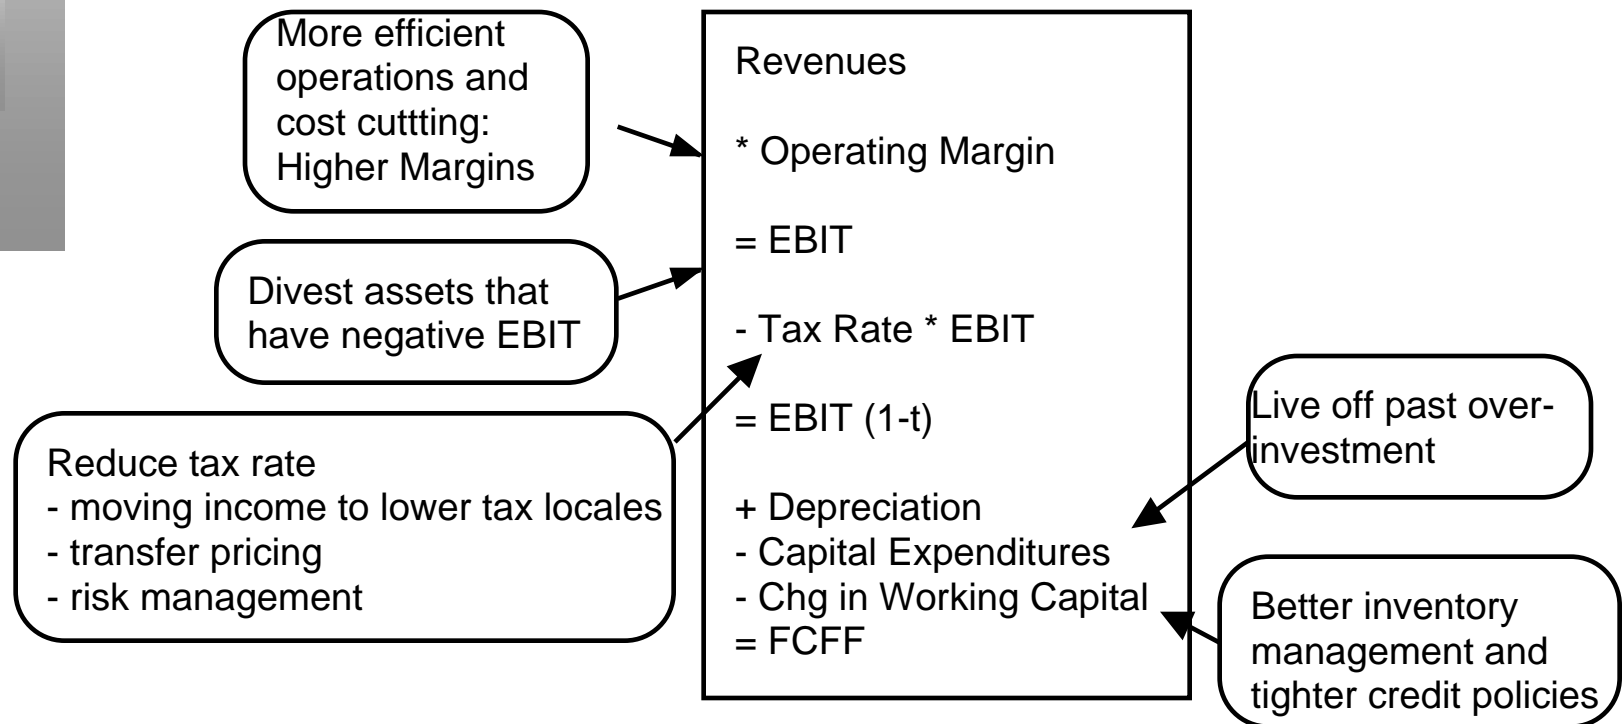 More efficient
operations and
cost cuttting:
Higher Margins
Divest assets that
have negative EBIT
Reduce tax rate
- moving income to lower tax locales
- transfer pricing
- risk management
Revenues
* Operating Margin
= EBIT
- Tax Rate * EBIT
= EBIT (1-t)
+ Depreciation
- Capital Expenditures
- Chg in Working Capital
= FCFF
Live off past over-
investment
Better inventory
management and
tighter credit policies